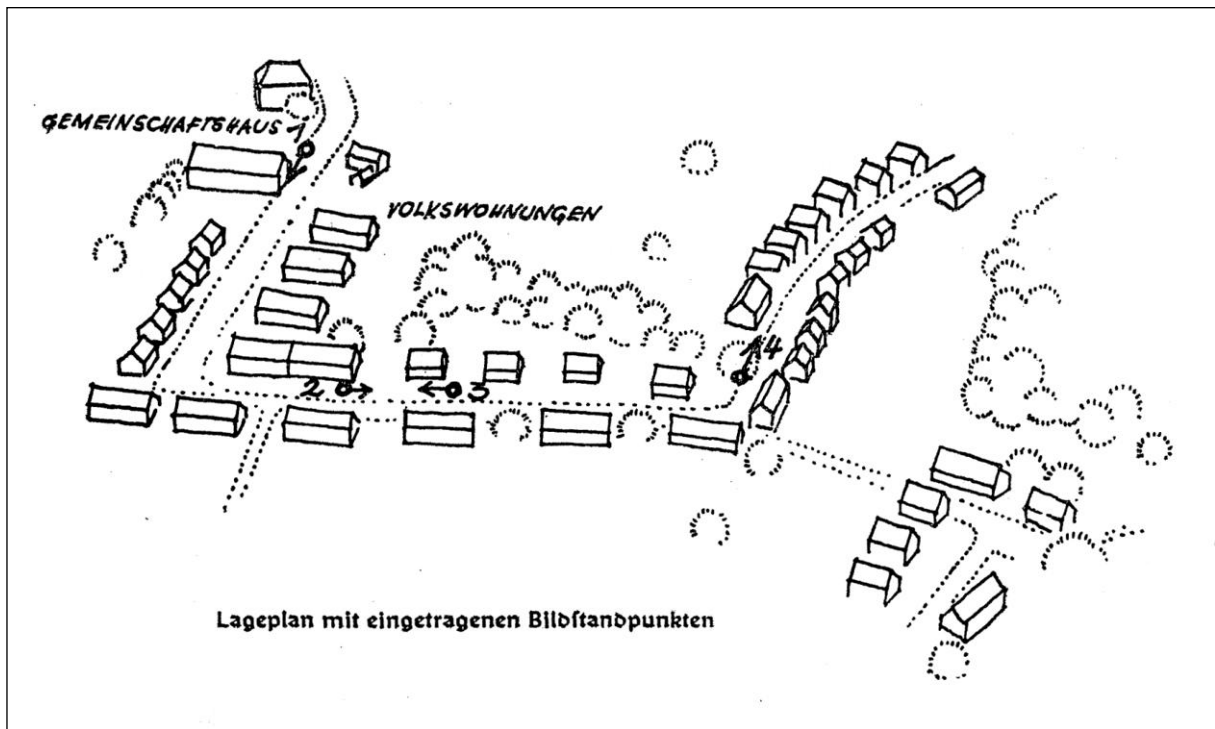 GEMEINSCHAFTSHAUS 1
VOLKSWOHNUNGEN
4
2
3
Lageplan mit eingetragenen Bildſtandpunkten